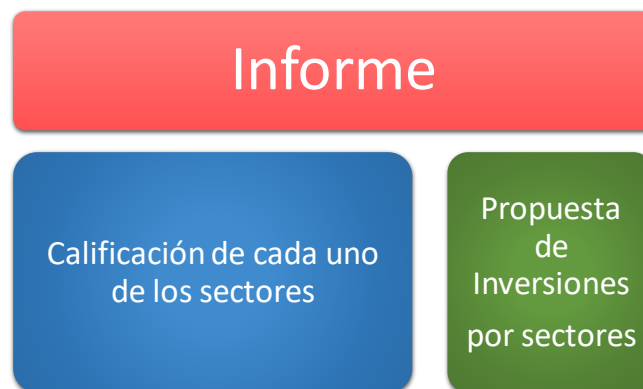 Informe
Calificación de cada uno
de los sectores
Propuesta
de
Inversiones
por sectores